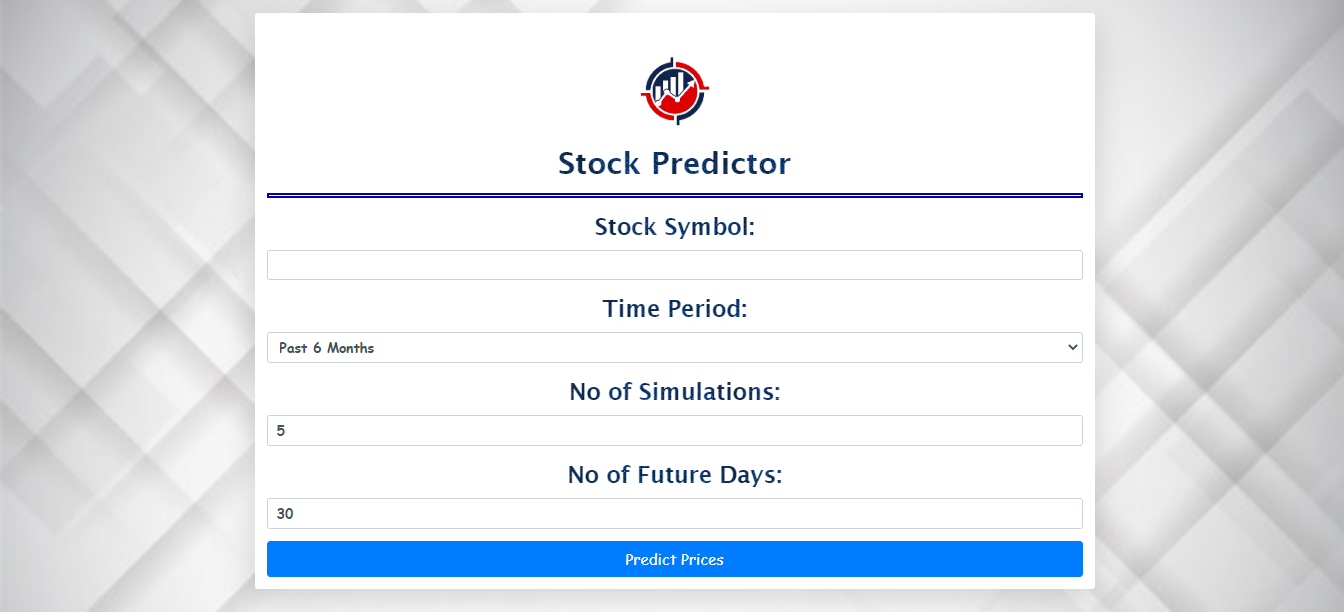 Stock Predictor
Stock Symbol:
Time Period:
Past 6 Months
No of Simulations:
5
No of Future Days:
30
Predict Prices